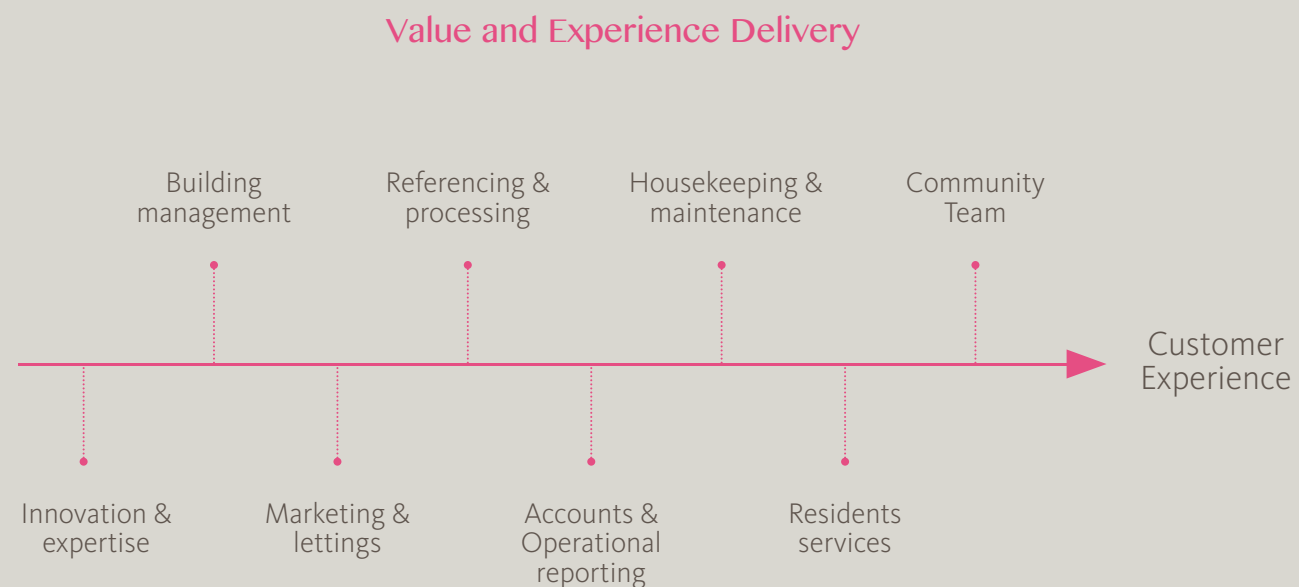 Value and Experience Delivery
Building
management
Referencing &
processing
Housekeeping &
maintenance
Community
Team
Customer
Experience
Innovation &
expertise
Marketing &
lettings
Accounts &
Operational
reporting
Residents
services